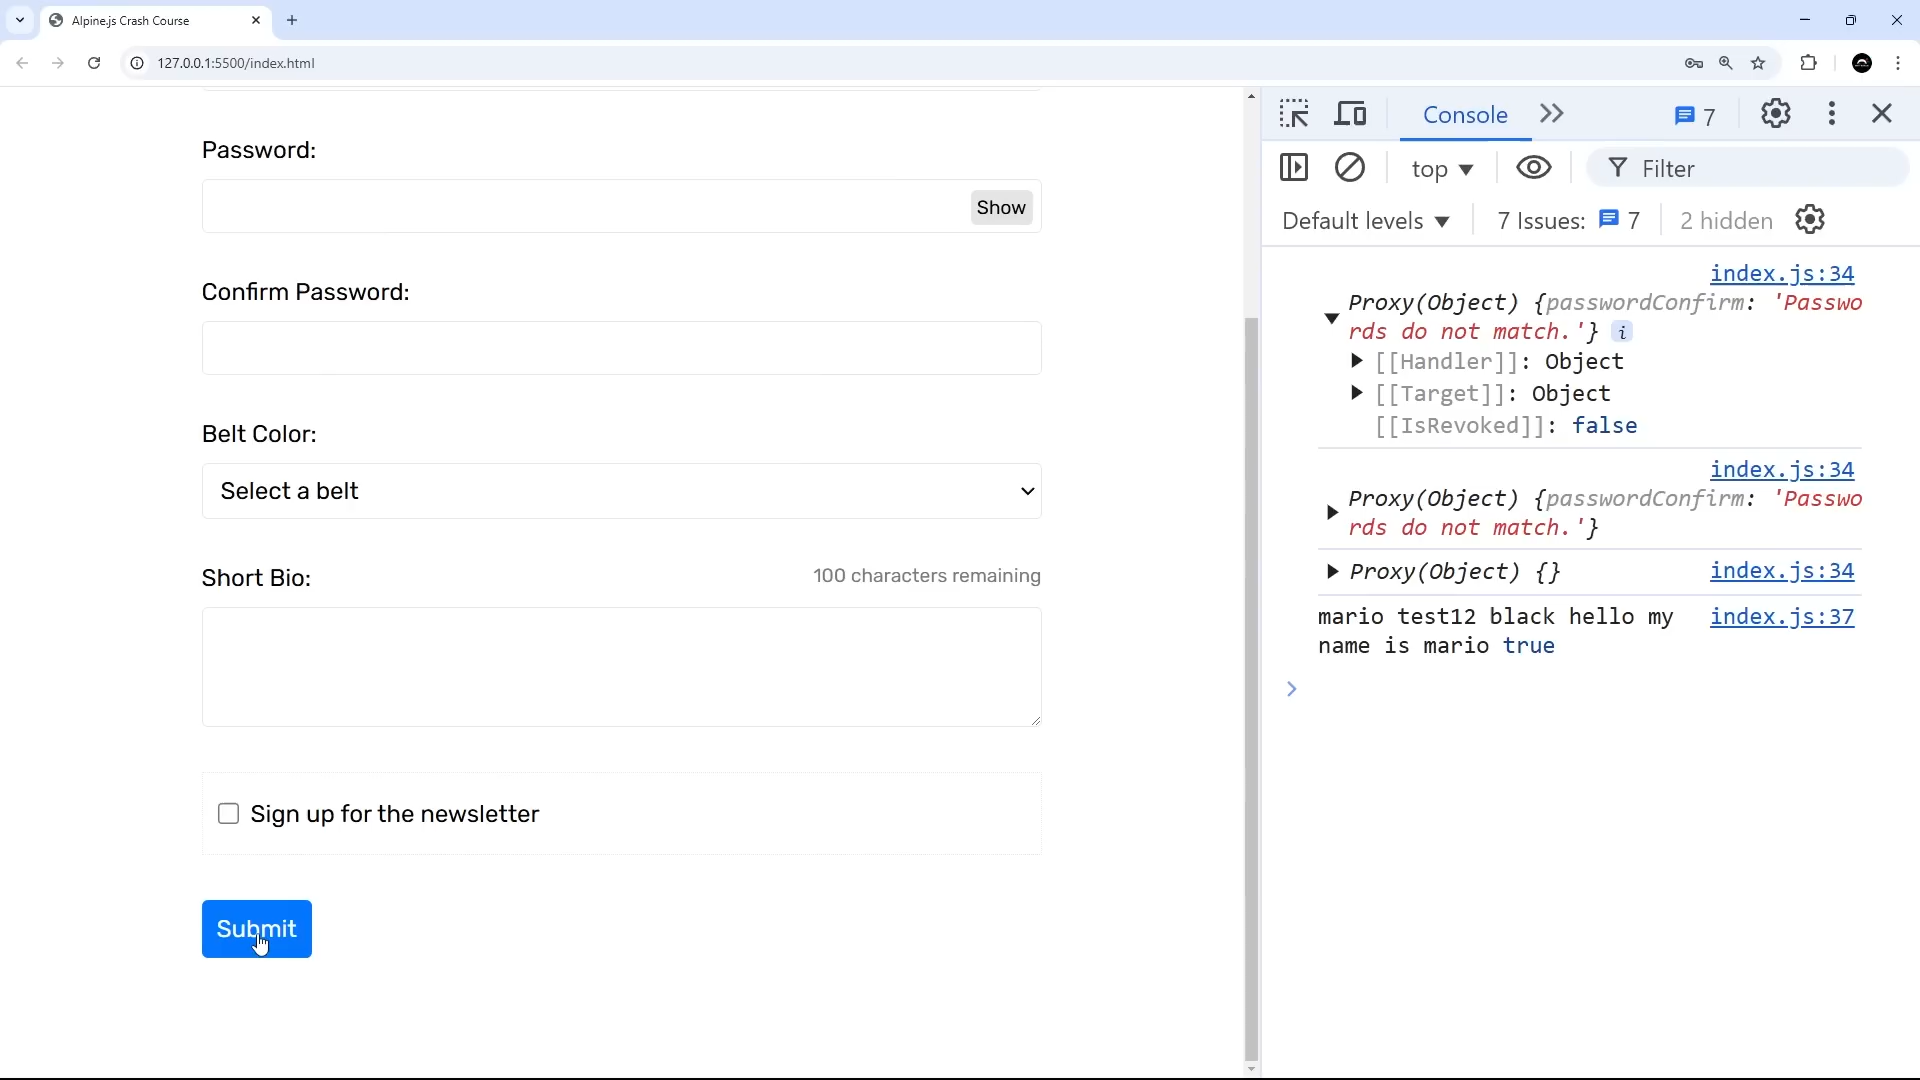 Alpine.js Crash Course
127.0.0.1:5500/index.html
Password:
Show
Confirm Password:
Belt Color:
Select a belt
Short Bio:
100 characters remaining
Sign up for the newsletter
Submit
Console
7
top
Filter
Default levels
7 Issues:
7
2 hidden
index.js:34
Proxy(Object) {passwordConfirm: 'Passwo
rds do not match.'} i
[[Handler]]: Object
[[Target]]: Object
[[IsRevoked]]: false
index.js:34
Proxy(Object) {passwordConfirm: 'Passwo
rds do not match.'}
Proxy(Object) {} index.js:34
mario test12 black hello my index.js:37
name is mario true